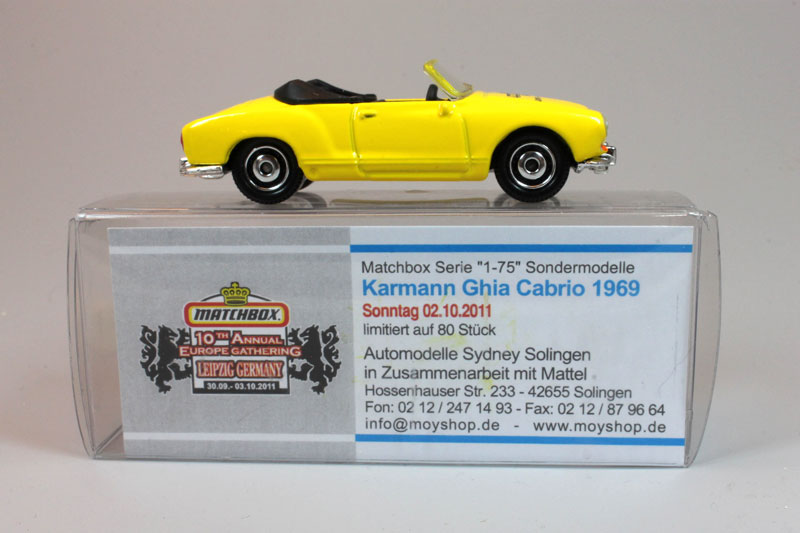 MATCHBOX
10TH ANNUAL
EUROPE GATHERING
LEIPZIG GERMANY
30.09.- 03.10.2011
Matchbox Serie "1-75" Sondermodelle
Karmann Ghia Cabrio 1969
Sonntag 02.10.2011
limitiert auf 80 Stück
Automodelle Sydney Solingen
in Zusammenarbeit mit Mattel
Hossenhauser Str. 233 - 42655 Solingen
Fon: 02 12 / 247 14 93 - Fax: 02 12 / 87 96 64
info@moyshop.de - www.moyshop.de